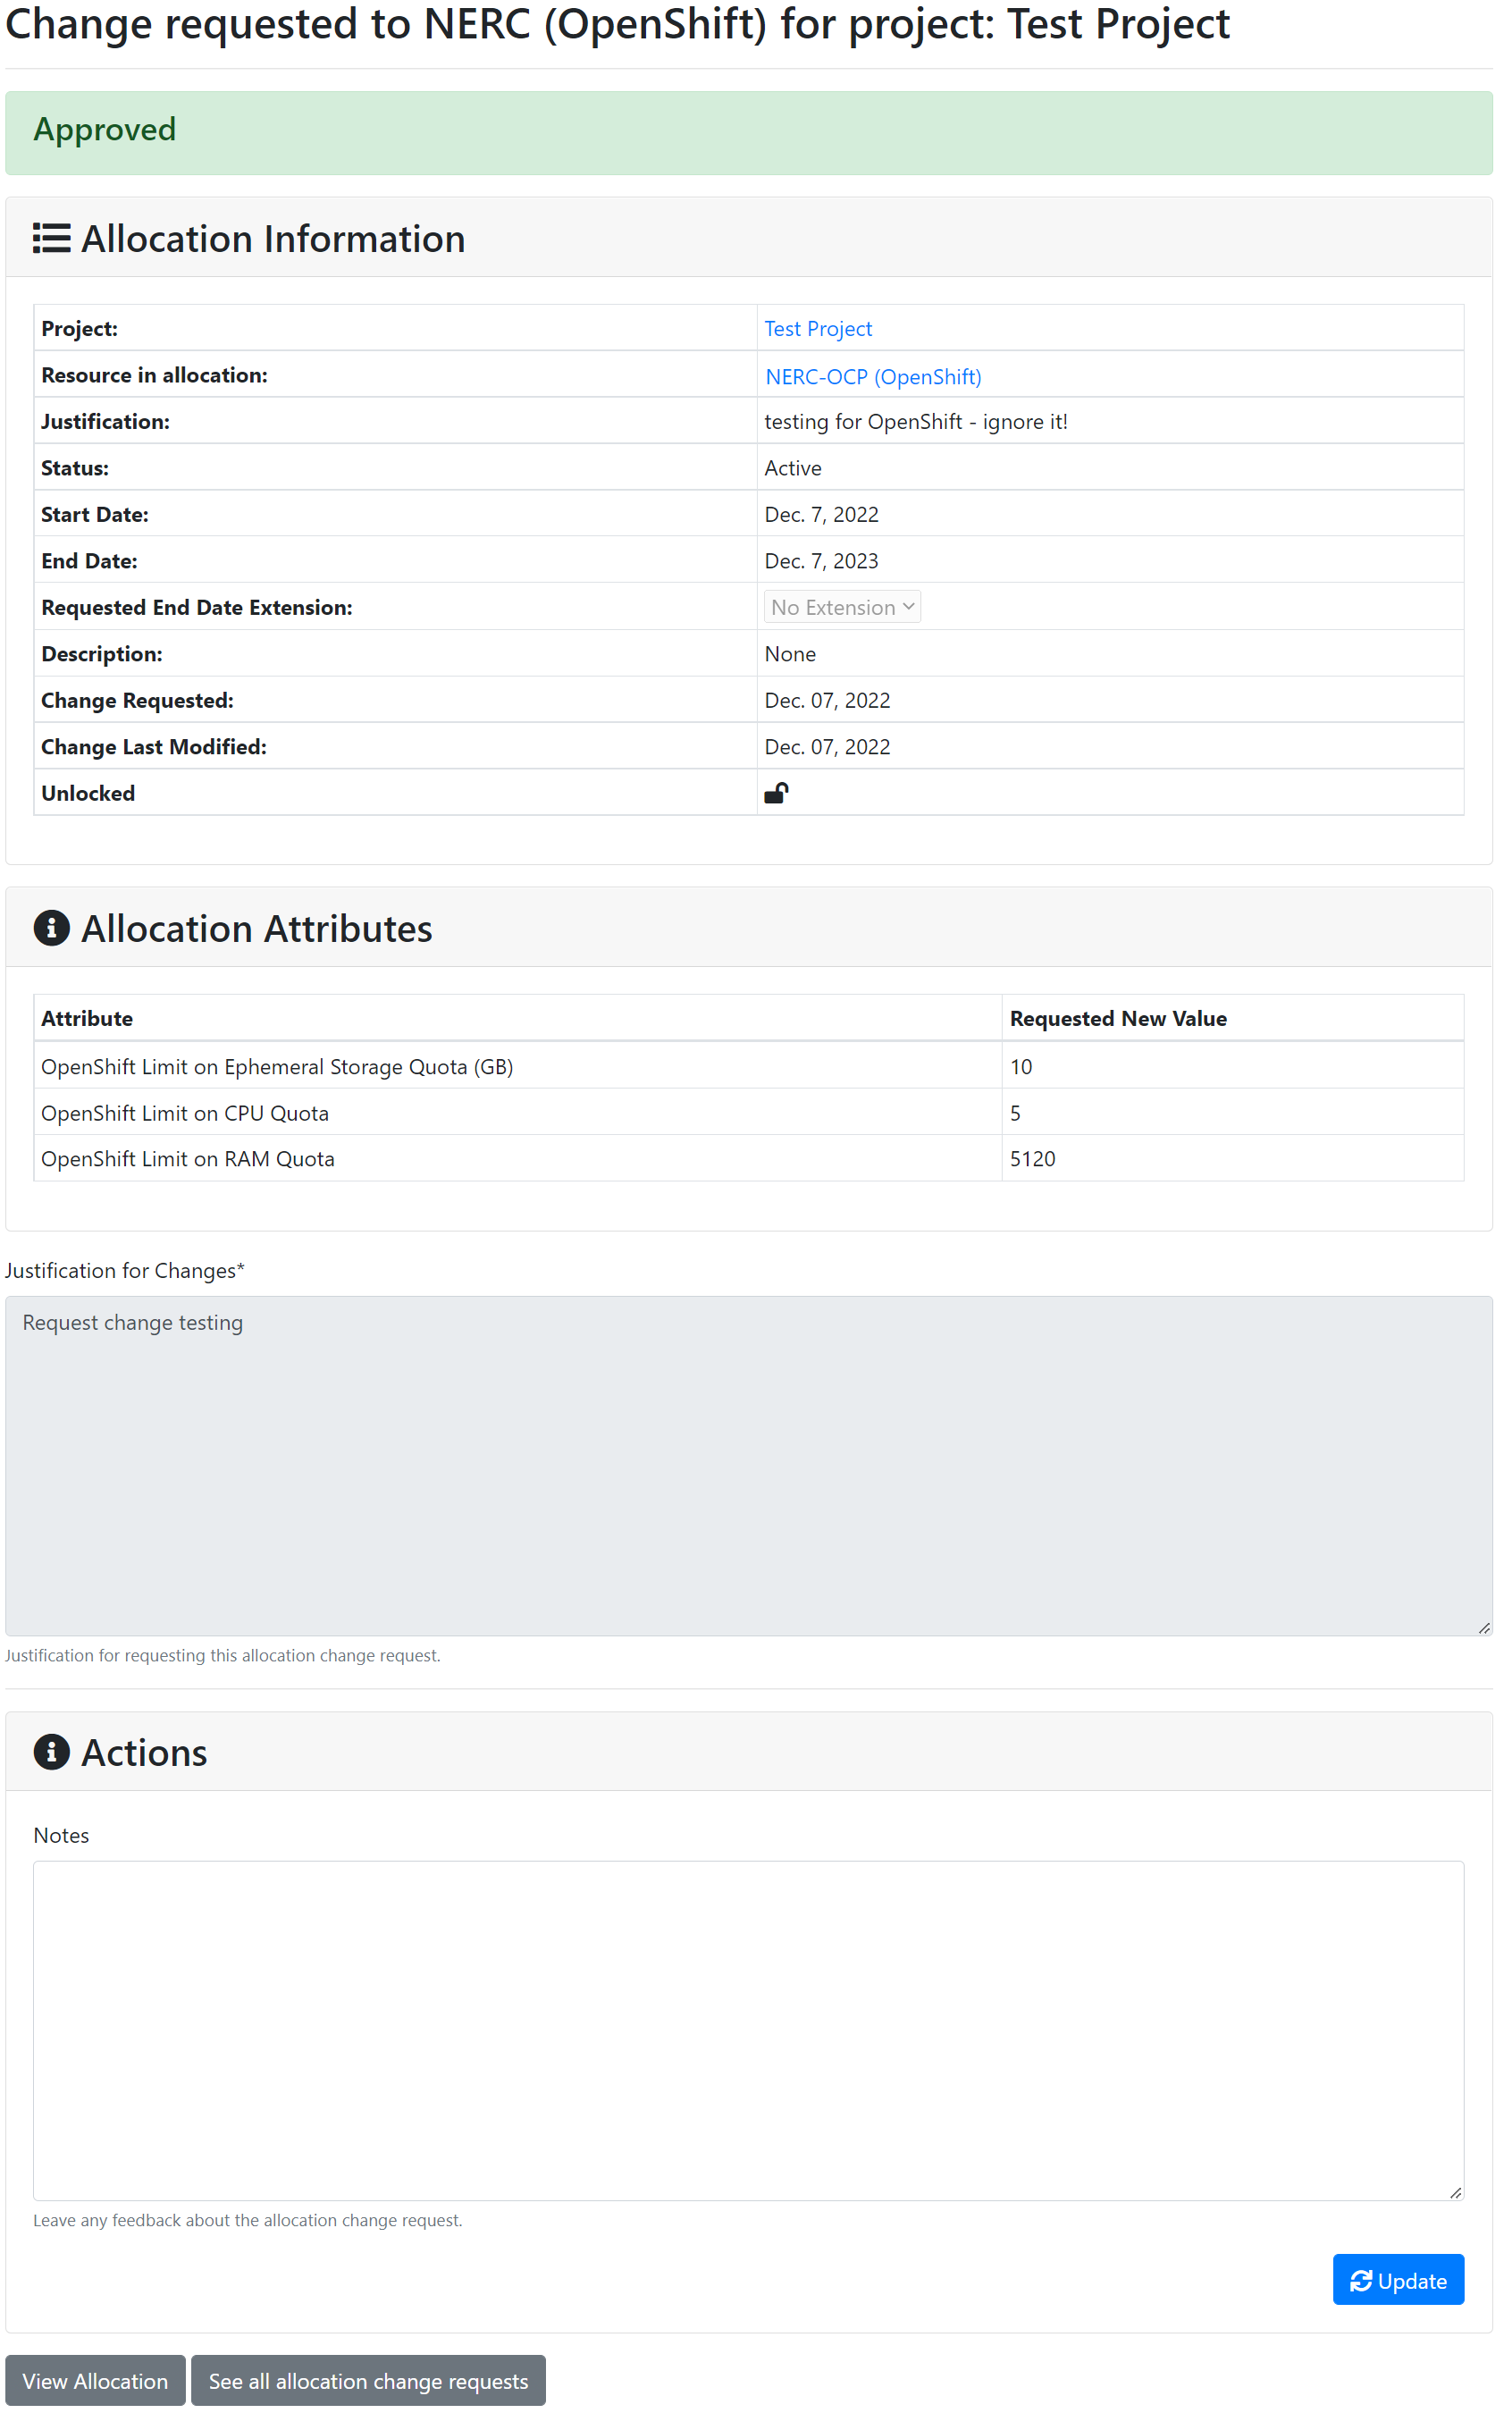 Change requested to NERC (OpenShift) for project: Test Project
Approved
Allocation Information
Project: Test Project
Resource in allocation: NERC-OCP (OpenShift)
Justification: testing for OpenShift - ignore it!
Status: Active
Start Date: Dec. 7, 2022
End Date: Dec. 7, 2023
Requested End Date Extension: No Extension
Description: None
Change Requested: Dec. 07, 2022
Change Last Modified: Dec. 07, 2022
Unlocked
Allocation Attributes
Attribute Requested New Value
OpenShift Limit on Ephemeral Storage Quota (GB) 10
OpenShift Limit on CPU Quota 5
OpenShift Limit on RAM Quota 5120
Justification for Changes*
Request change testing
Justification for requesting this allocation change request.
Actions
Notes
Leave any feedback about the allocation change request.
Update
View Allocation See all allocation change requests